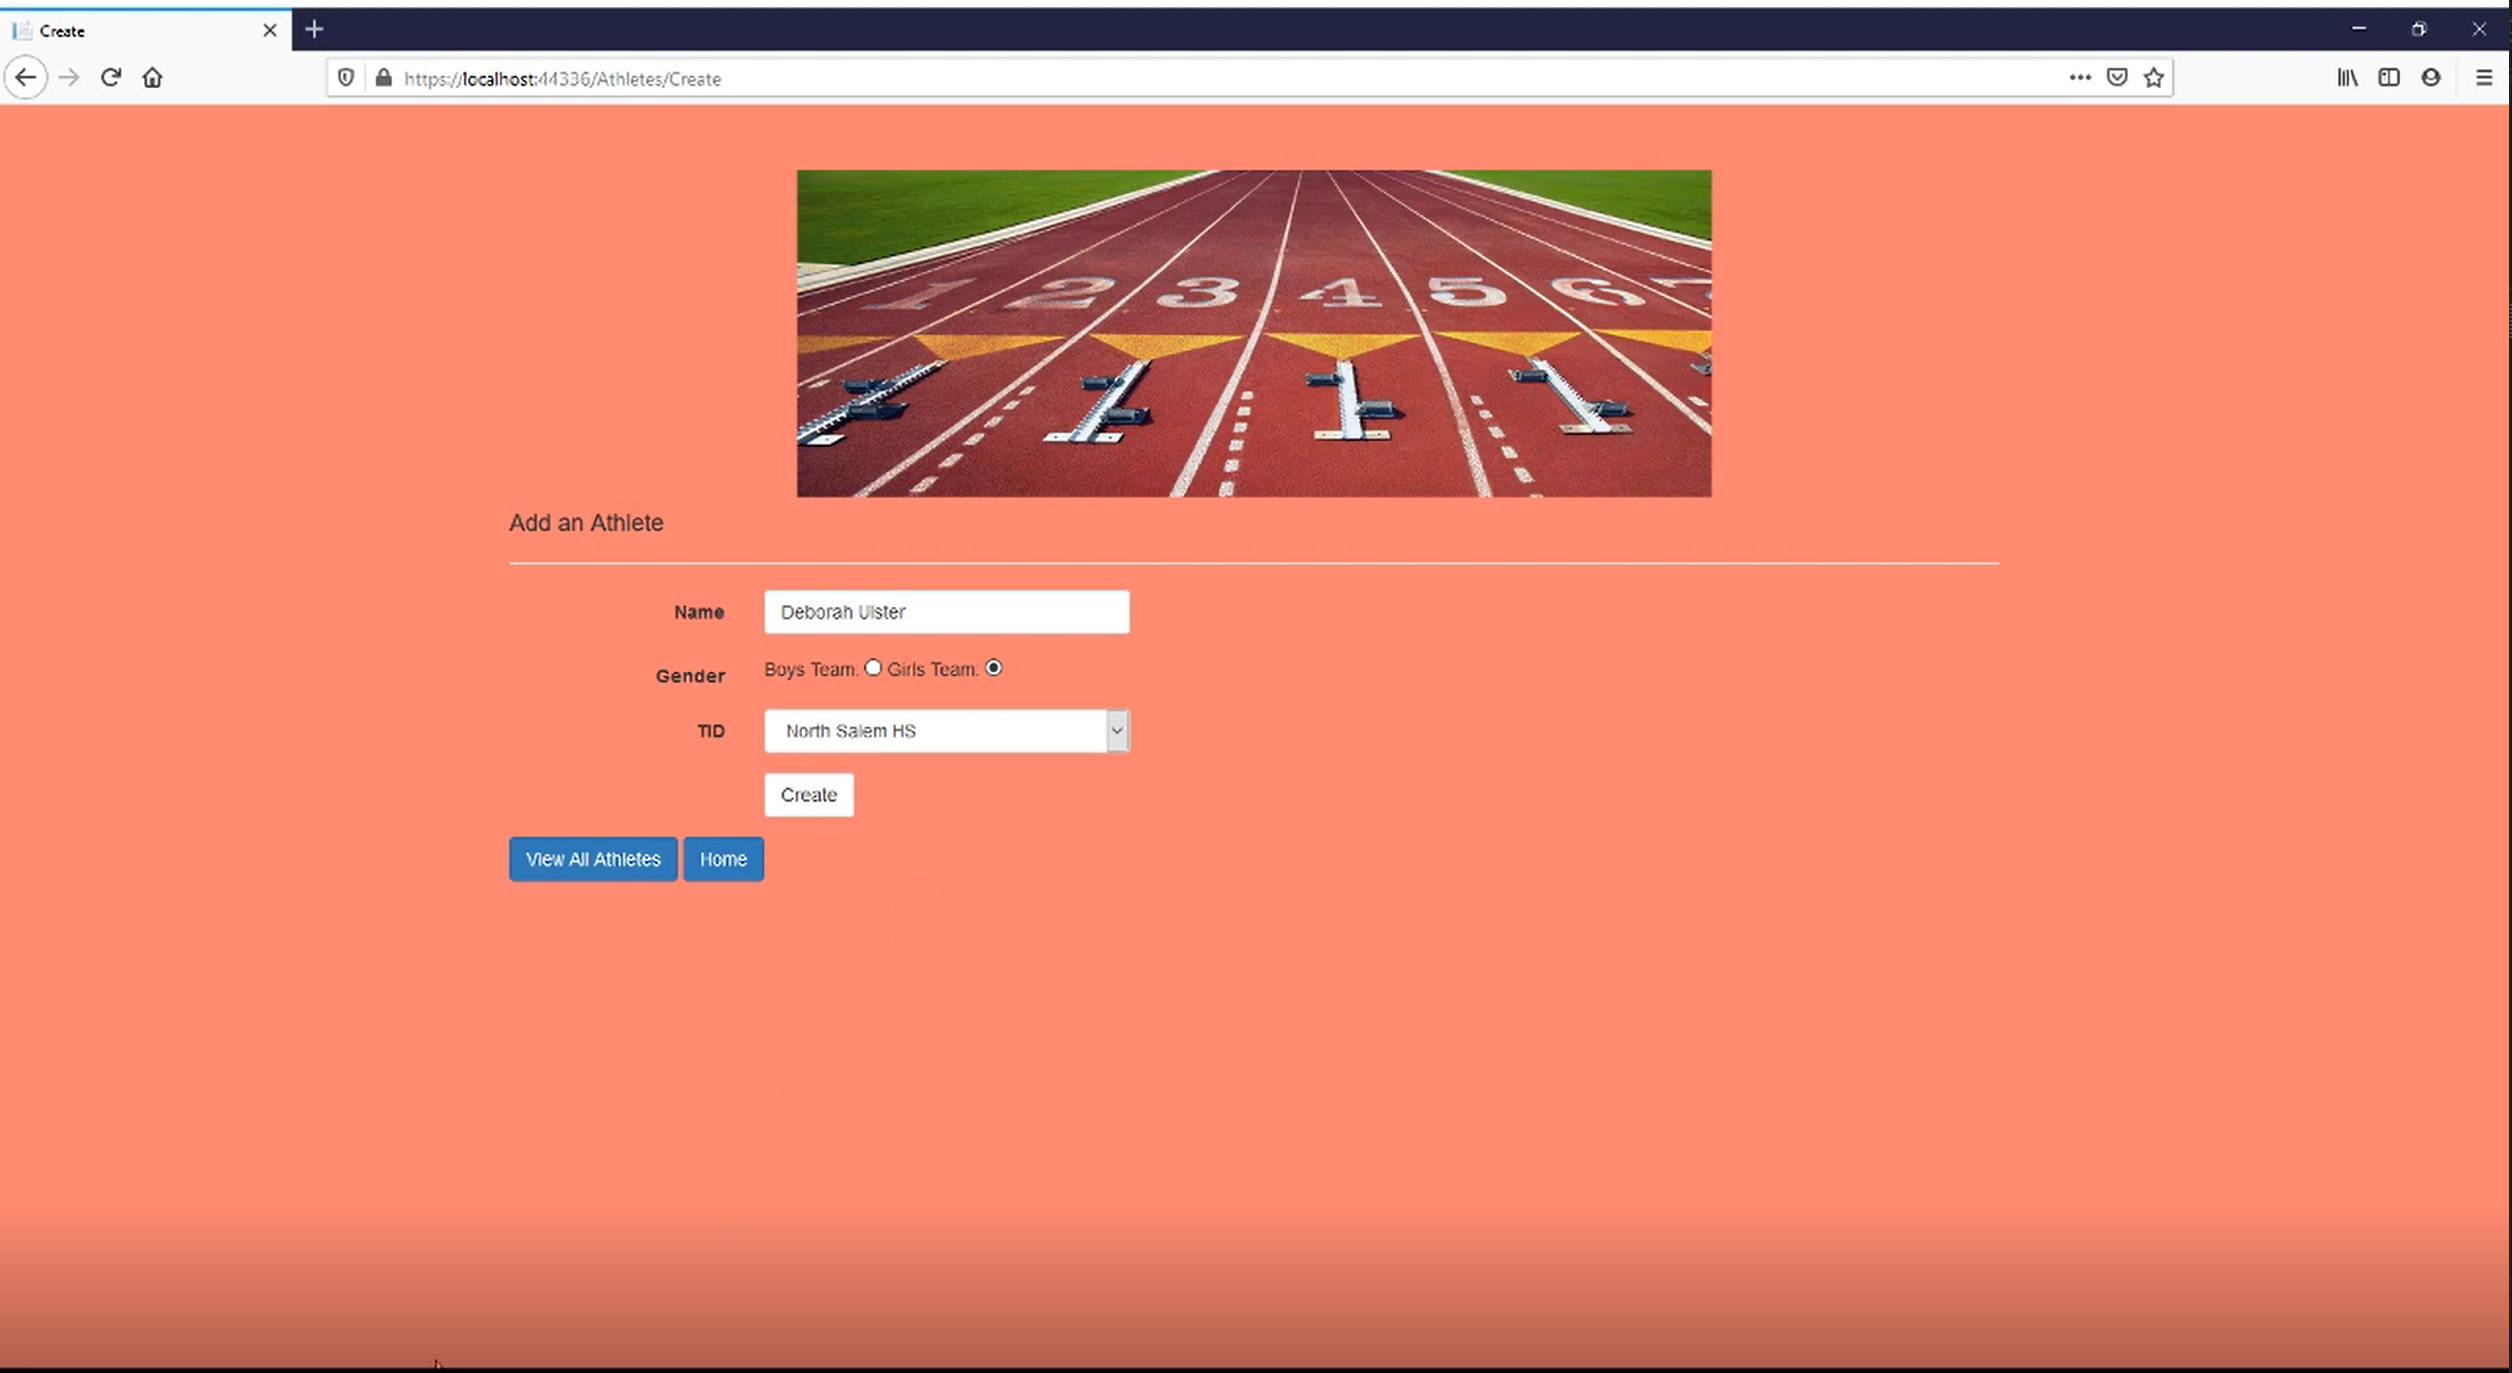 Create
https://localhost:44336/Athletes/Create
1 2 3 4 5 6 7
Add an Athlete
Name Deborah Ulster
Gender Boys Team: Girls Team:
TID North Salem HS
Create
View All Athletes Home